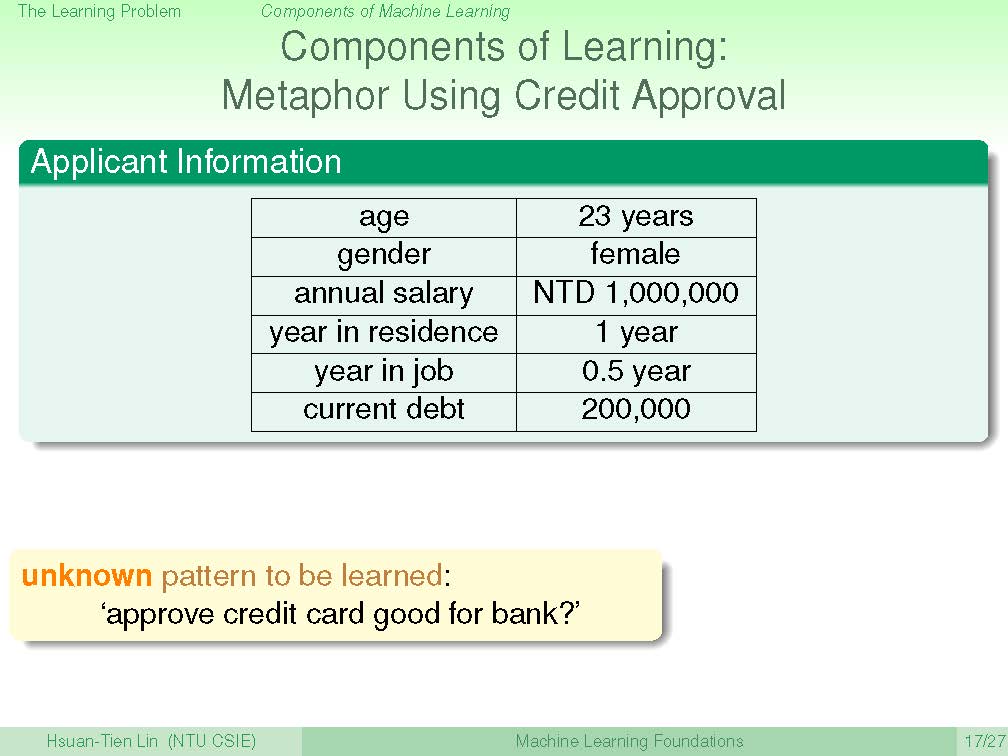 The Learning Problem Components of Machine Learning
Components of Learning:
Metaphor Using Credit Approval
Applicant Information
age 23 years
gender female
annual salary NTD 1,000,000
year in residence 1 year
year in job 0.5 year
current debt 200,000
unknown pattern to be learned:
‘approve credit card good for bank?’
Hsuan-Tien Lin (NTU CSIE) Machine Learning Foundations 17/27